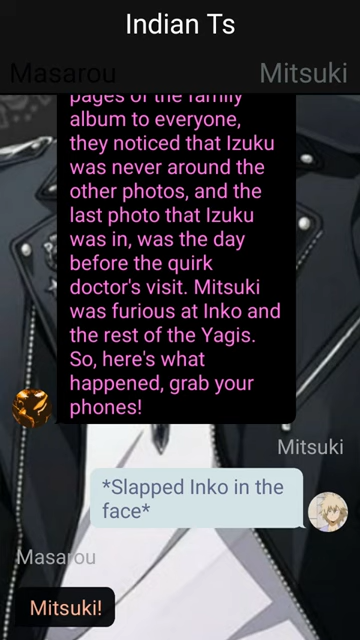 Indian Ts
Masarou
Mitsuki
pages of the family
album to everyone,
they noticed that Izuku
was never around the
other photos, and the
last photo that Izuku
was in, was the day
before the quirk
doctor's visit. Mitsuki
was furious at Inko and
the rest of the Yagis.
So, here's what
happened, grab your
phones!
Mitsuki
*Slapped Inko in the
face*
Masarou
Mitsuki!